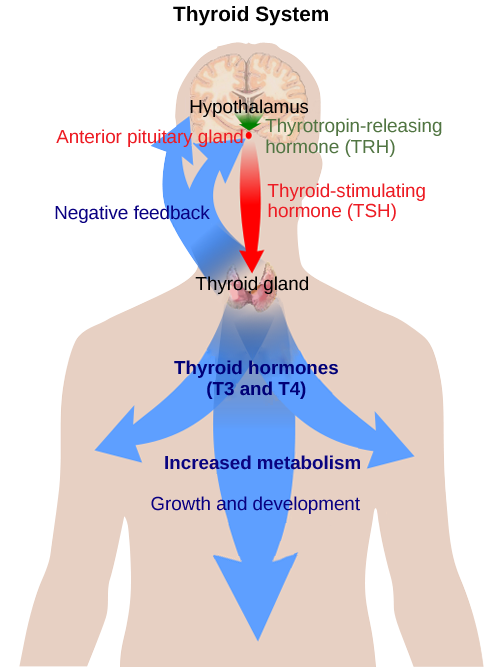 Thyroid System
Hypothalamus
Anterior pituitary gland
Thyrotropin-releasing
hormone (TRH)
Thyroid-stimulating
hormone (TSH)
Negative feedback
Thyroid gland
Thyroid hormones
(T3 and T4)
Increased metabolism
Growth and development